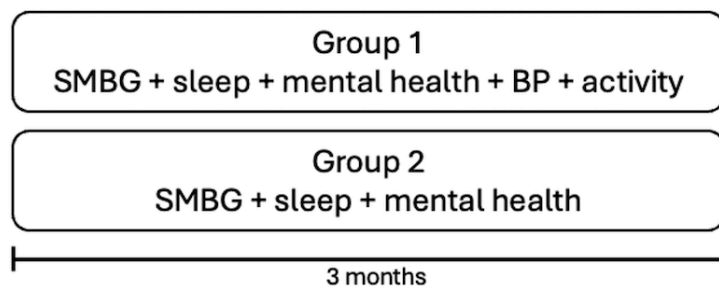 Group 1
SMBG + sleep + mental health + BP + activity
Group 2
SMBG + sleep + mental health
3 months